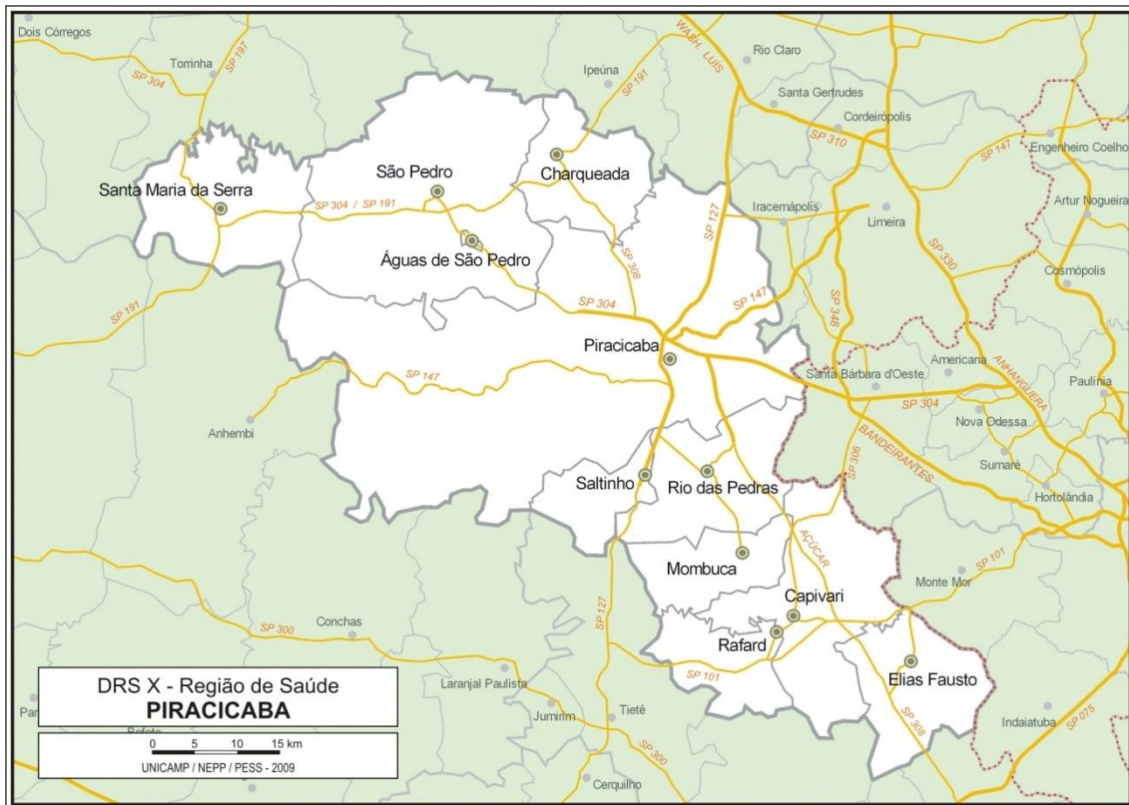 Dois Córregos
Torrinha
SP 304
SP 197
Ipeúna
SP 191
WASH. LUÍS
Rio Claro
Santa Gertrudes
Cordeirópolis
SP 310
SP 147
Engenheiro Coelho
Santa Maria da Serra
São Pedro
Charqueada
SP 304 / SP 191
Águas de São Pedro
SP 308
SP 127
Iracemápolis
Limeira
Artur Nogueira
SP 330
Cosmópolis
SP 191
SP 304
SP 147
SP 348
Piracicaba
Santa Bárbara d'Oeste
Americana
ANHANGUERA
Paulínia
SP 147
SP 304
Nova Odessa
Anhembi
BANDEIRANTES
SP 306
Sumaré
Hortolândia
Saltinho
Rio das Pedras
AÇÚCAR
Mombuca
SP 101
Monte Mor
Capivari
SP 127
Rafard
Conchas
SP 300
SP 101
Elias Fausto
Laranjal Paulista
Jumirim
Tietê
SP 308
Indaiatuba
SP 075
SP 300
Cerquilho
DRS X - Região de Saúde
PIRACICABA
0 5 10 15 km
UNICAMP / NEPP / PESS - 2009